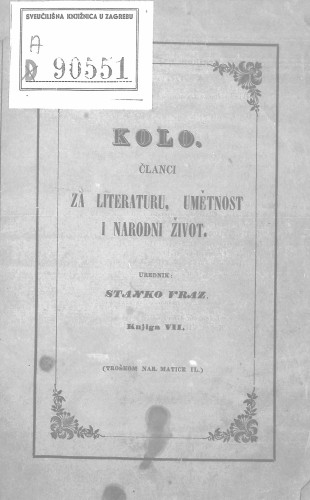 SVEUČILIŠNA KNJIŽNICA U ZAGREBU
A
D 90551
KOLO.
ČLANCI
ZA LITERATURU, UMĚTNOST
I NARODNI ŽIVOT.
UREDNIK:
STANKO VRAZ.
Knjiga VII.
(TROŠKOM NAR. MATICE IL.)